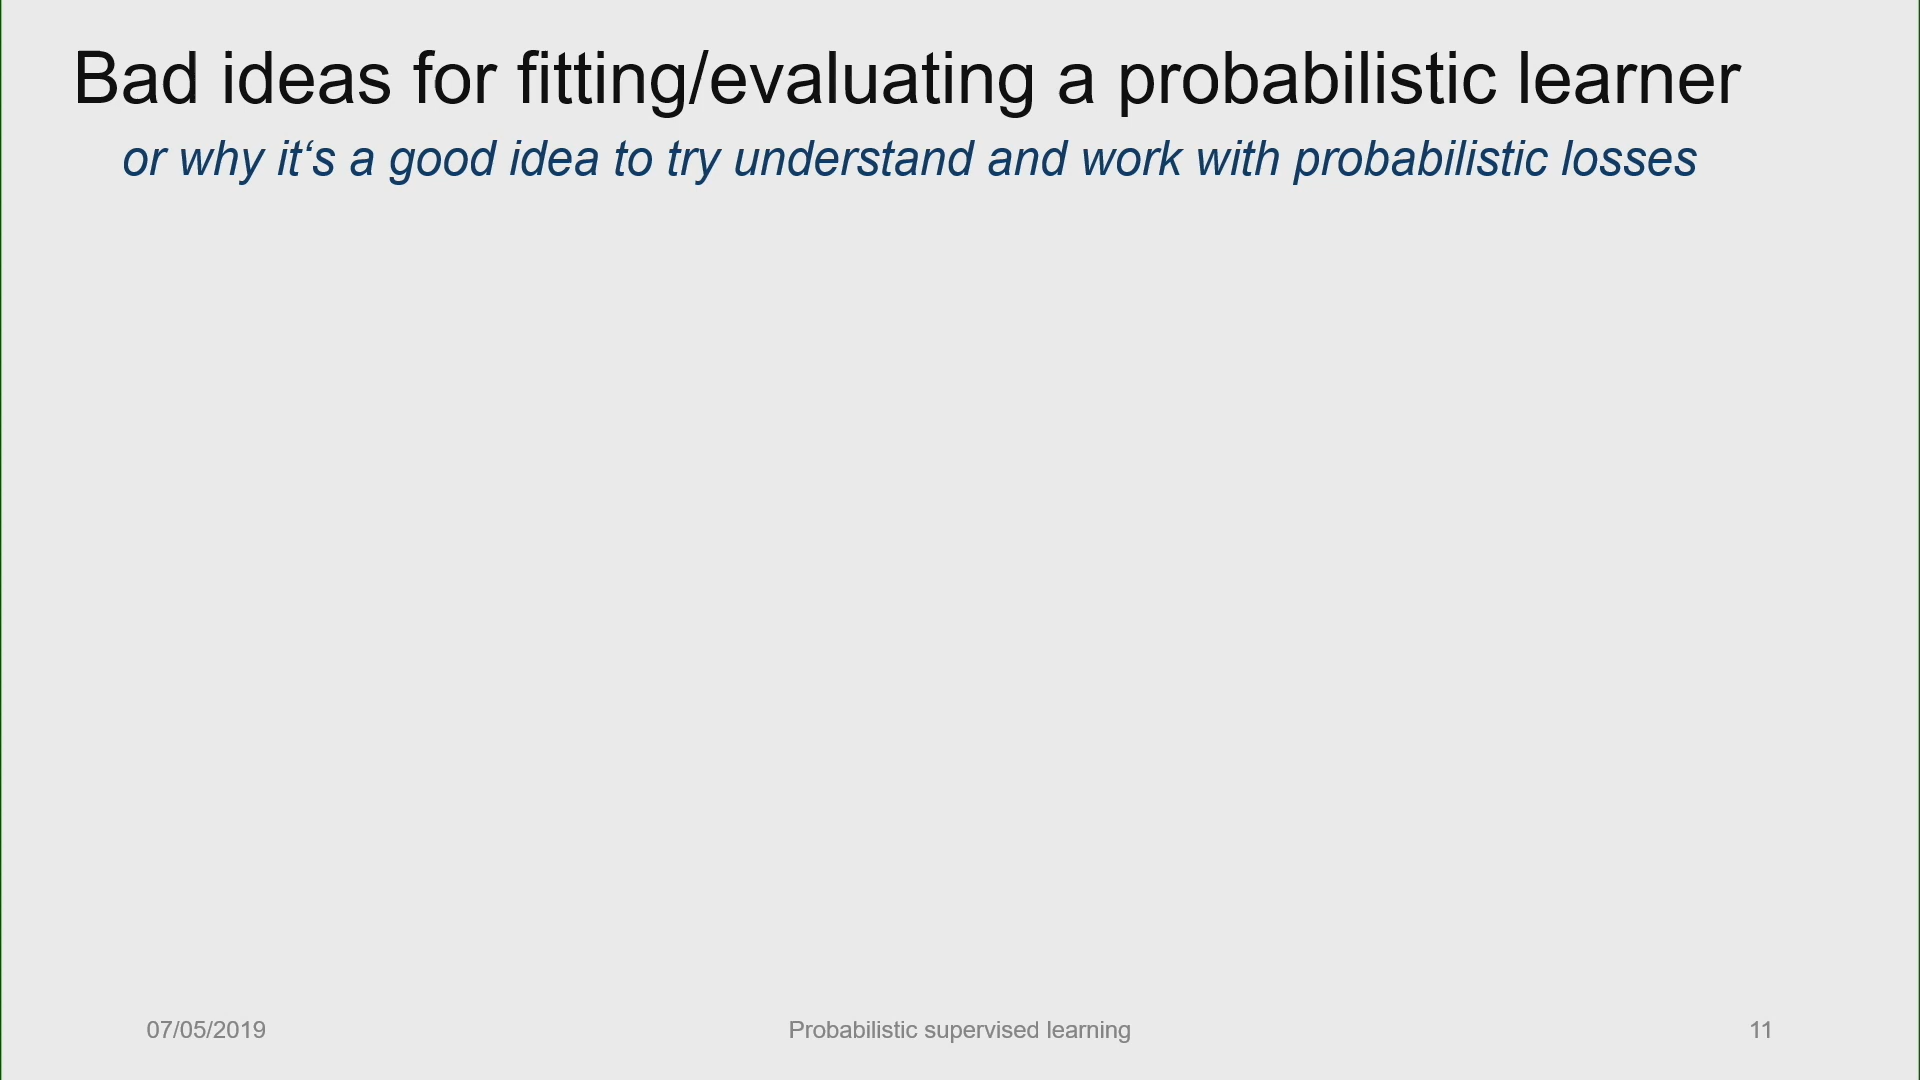 Bad ideas for fitting/evaluating a probabilistic learner
or why it‘s a good idea to try understand and work with probabilistic losses
07/05/2019
Probabilistic supervised learning
11